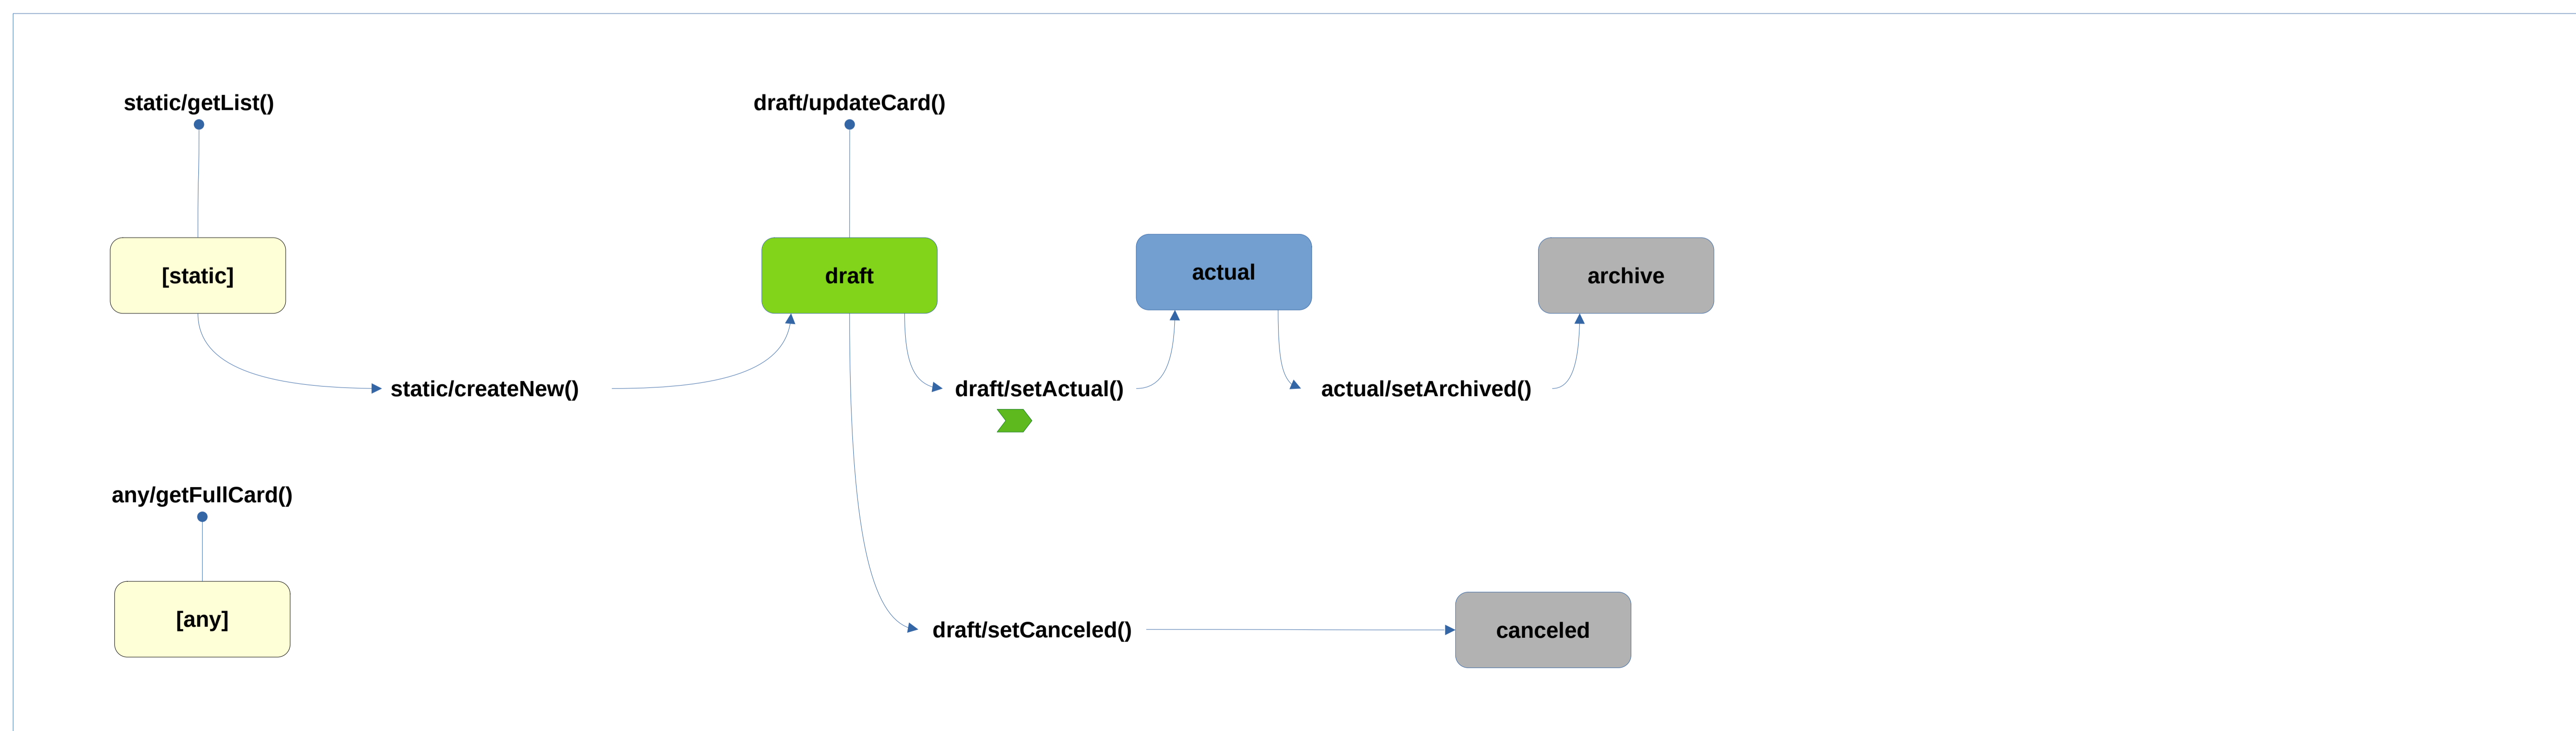 static/getList()
draft/updateCard()
[static]
draft
actual
archive
static/createNew()
draft/setActual()
actual/setArchived()
any/getFullCard()
[any]
draft/setCanceled()
canceled